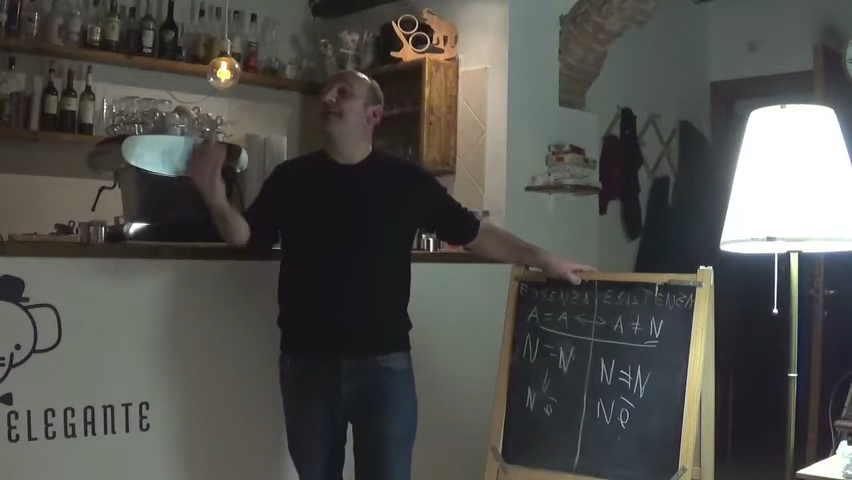 ELEGANTE
ESSENZA ESISTENZA
A = A ↔ A ≠ N
N = N N ≠ N
N è N è